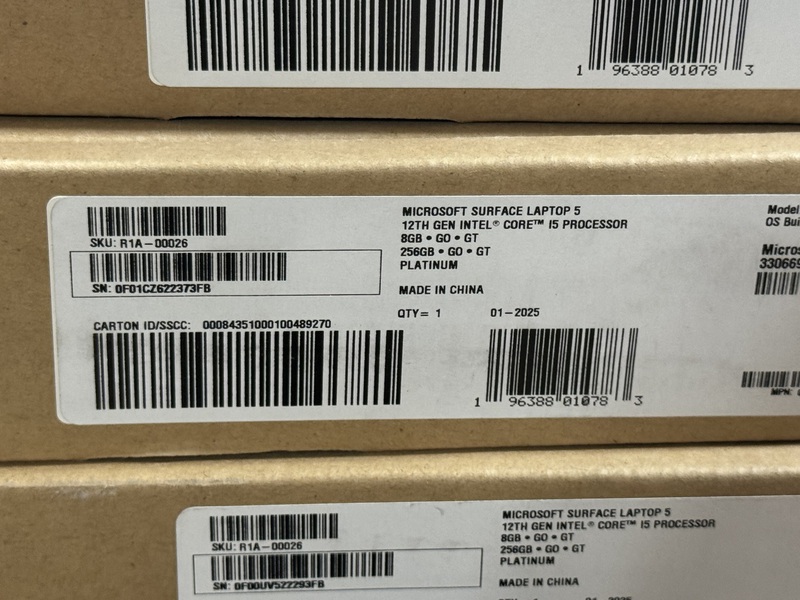 1 96388 01078 3
SKU: R1A-00026
SN: 0F01CZ622373FB
CARTON ID/SSCC: 00084351000100489270
MICROSOFT SURFACE LAPTOP 5
12TH GEN INTEL® CORE™ I5 PROCESSOR
8GB • GO • GT
256GB • GO • GT
PLATINUM
MADE IN CHINA
QTY= 1 01-2025
1 96388 01078 3
Model
OS Bui
Micros
33066
MPN:
SKU: R1A-00026
SN: 0F00UV522293FB
MICROSOFT SURFACE LAPTOP 5
12TH GEN INTEL® CORE™ I5 PROCESSOR
8GB • GO • GT
256GB • GO • GT
PLATINUM
MADE IN CHINA